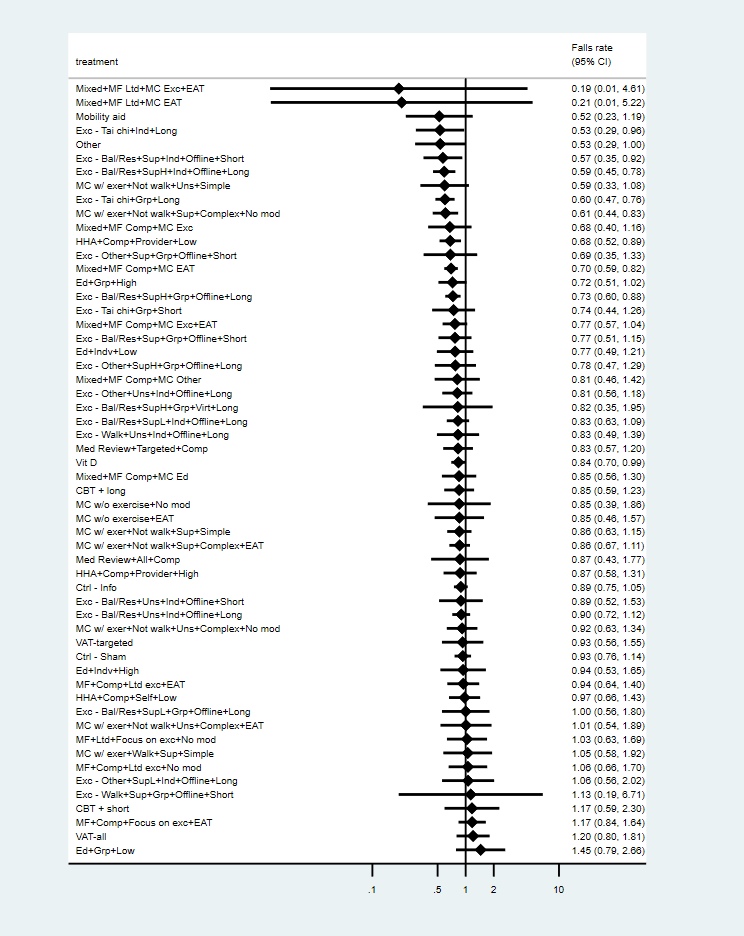 Falls rate
treatment (95% CI)
Mixed+MF Ltd+MC Exc+EAT 0.19 (0.01, 4.61)
Mixed+MF Ltd+MC EAT 0.21 (0.01, 5.22)
Mobility aid 0.52 (0.23, 1.19)
Exc - Tai chi+Ind+Long 0.53 (0.29, 0.96)
Other 0.53 (0.29, 1.00)
Exc - Bal/Res+Sup+Ind+Offline+Short 0.57 (0.35, 0.92)
Exc - Bal/Res+SupH+Ind+Offline+Long 0.59 (0.45, 0.78)
MC w/ exer+Not walk+Uns+Simple 0.59 (0.33, 1.08)
Exc - Tai chi+Grp+Long 0.60 (0.47, 0.76)
MC w/ exer+Not walk+Sup+Complex+No mod 0.61 (0.44, 0.83)
Mixed+MF Comp+MC Exc 0.68 (0.40, 1.16)
HHA+Comp+Provider+Low 0.68 (0.52, 0.89)
Exc - Other+Sup+Grp+Offline+Short 0.69 (0.35, 1.33)
Mixed+MF Comp+MC EAT 0.70 (0.59, 0.82)
Ed+Grp+High 0.72 (0.51, 1.02)
Exc - Bal/Res+SupH+Grp+Offline+Long 0.73 (0.60, 0.88)
Exc - Tai chi+Grp+Short 0.74 (0.44, 1.26)
Mixed+MF Comp+MC Exc+EAT 0.77 (0.57, 1.04)
Exc - Bal/Res+Sup+Grp+Offline+Short 0.77 (0.51, 1.15)
Ed+Indv+Low 0.77 (0.49, 1.21)
Exc - Other+SupH+Grp+Offline+Long 0.78 (0.47, 1.29)
Mixed+MF Comp+MC Other 0.81 (0.46, 1.42)
Exc - Other+Uns+Ind+Offline+Long 0.81 (0.56, 1.18)
Exc - Bal/Res+SupH+Grp+Virt+Long 0.82 (0.35, 1.95)
Exc - Bal/Res+SupL+Ind+Offline+Long 0.83 (0.63, 1.09)
Exc - Walk+Uns+Ind+Offline+Long 0.83 (0.49, 1.39)
Med Review+Targeted+Comp 0.83 (0.57, 1.20)
Vit D 0.84 (0.70, 0.99)
Mixed+MF Comp+MC Ed 0.85 (0.56, 1.30)
CBT + long 0.85 (0.59, 1.23)
MC w/o exercise+No mod 0.85 (0.39, 1.86)
MC w/o exercise+EAT 0.85 (0.46, 1.57)
MC w/ exer+Not walk+Sup+Simple 0.86 (0.63, 1.15)
MC w/ exer+Not walk+Sup+Complex+EAT 0.86 (0.67, 1.11)
Med Review+All+Comp 0.87 (0.43, 1.77)
HHA+Comp+Provider+High 0.87 (0.58, 1.31)
Ctrl - Info 0.89 (0.75, 1.05)
Exc - Bal/Res+Uns+Ind+Offline+Short 0.89 (0.52, 1.53)
Exc - Bal/Res+Uns+Ind+Offline+Long 0.90 (0.72, 1.12)
MC w/ exer+Not walk+Uns+Complex+No mod 0.92 (0.63, 1.34)
VAT-targeted 0.93 (0.56, 1.55)
Ctrl - Sham 0.93 (0.76, 1.14)
Ed+Indv+High 0.94 (0.53, 1.65)
MF+Comp+Ltd exc+EAT 0.94 (0.64, 1.40)
HHA+Comp+Self+Low 0.97 (0.66, 1.43)
Exc - Bal/Res+SupL+Grp+Offline+Long 1.00 (0.56, 1.80)
MC w/ exer+Not walk+Uns+Complex+EAT 1.01 (0.54, 1.89)
MF+Ltd+Focus on exc+No mod 1.03 (0.63, 1.69)
MC w/ exer+Walk+Sup+Simple 1.05 (0.58, 1.92)
MF+Comp+Ltd exc+No mod 1.06 (0.66, 1.70)
Exc - Other+SupL+Ind+Offline+Long 1.06 (0.56, 2.02)
Exc - Walk+Sup+Grp+Offline+Short 1.13 (0.19, 6.71)
CBT + short 1.17 (0.59, 2.30)
MF+Comp+Focus on exc+EAT 1.17 (0.84, 1.64)
VAT-all 1.20 (0.80, 1.81)
Ed+Grp+Low 1.45 (0.79, 2.66)
.1 .5 1 2 10